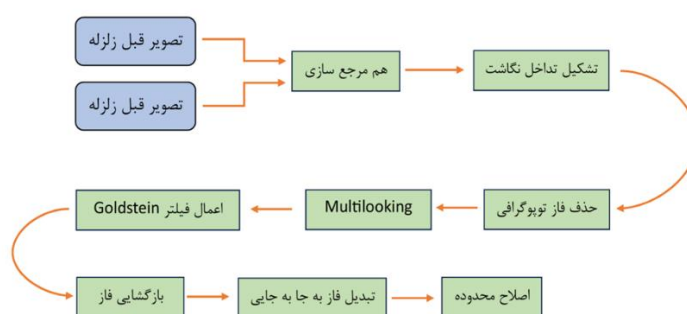 تصویر قبل زلزله
تصویر قبل زلزله
هم مرجع سازی
تشکیل تداخل نگاشت
حذف فاز توپوگرافی
Multilooking
اعمال فیلتر Goldstein
بازگشایی فاز
تبدیل فاز به جا به جایی
اصلاح محدوده